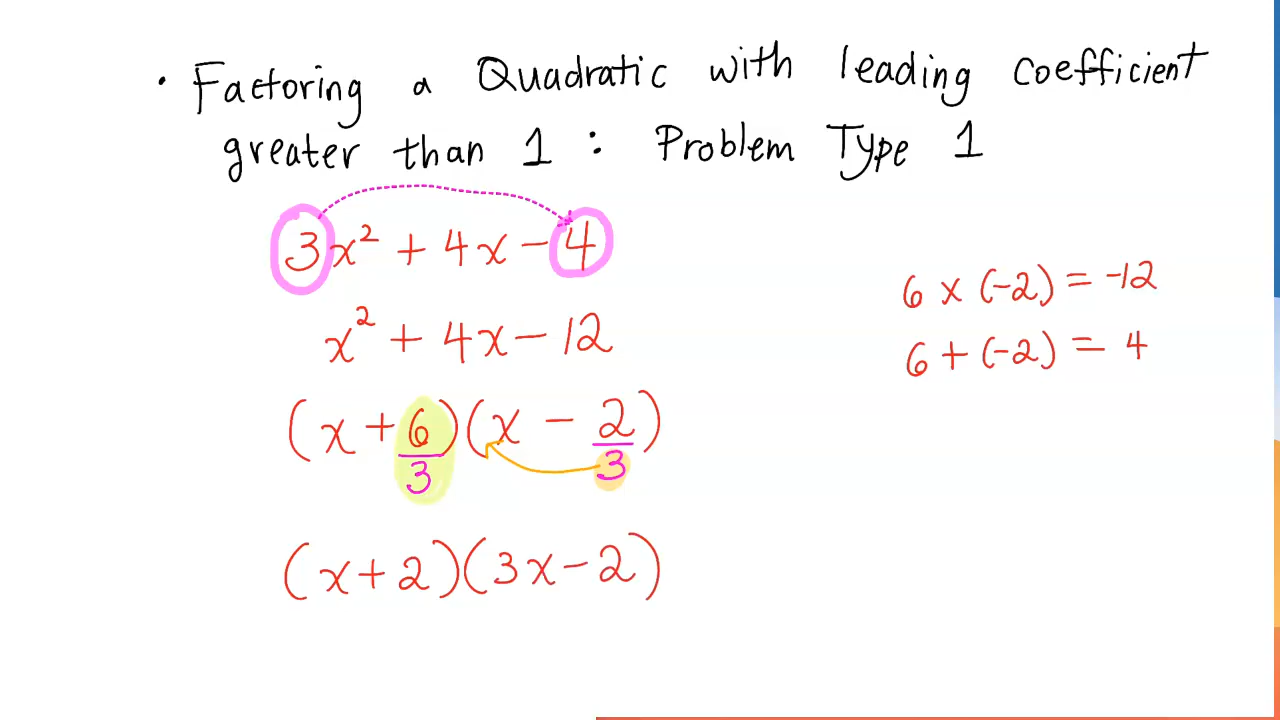 • Factoring a Quadratic with leading coefficient
greater than 1 : Problem Type 1
3x² + 4x - 4
x² + 4x - 12
6 × (-2) = -12
6 + (-2) = 4
(x + 6/3)(x - 2/3)
(x + 2)(3x - 2)